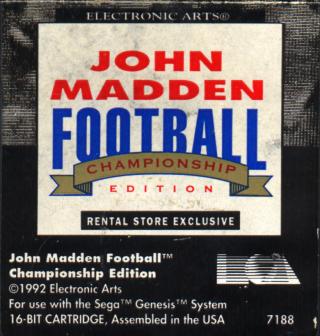 ELECTRONIC ARTS®
JOHN
MADDEN
FOOTBALL
CHAMPIONSHIP
EDITION
RENTAL STORE EXCLUSIVE
John Madden Football™
Championship Edition
©1992 Electronic Arts
For use with the Sega™ Genesis™ System
16-BIT CARTRIDGE, Assembled in the USA
7188